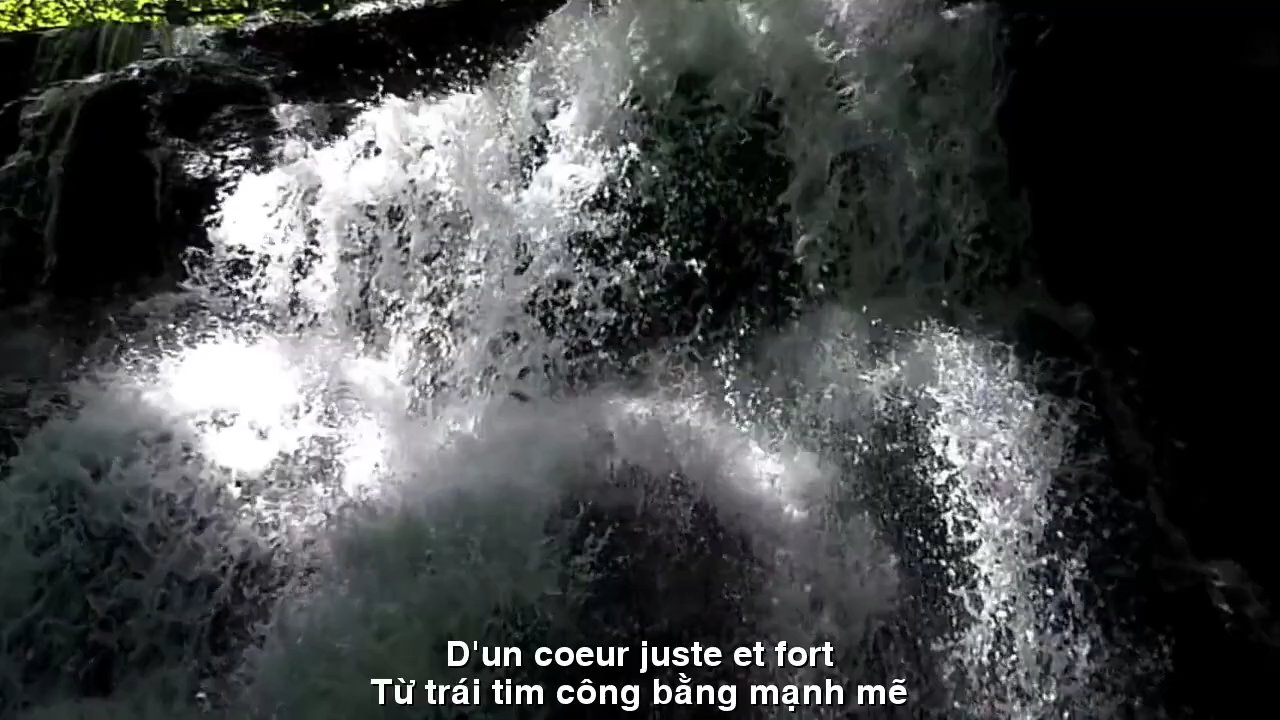 D'un coeur juste et fort
Từ trái tim công bằng mạnh mẽ